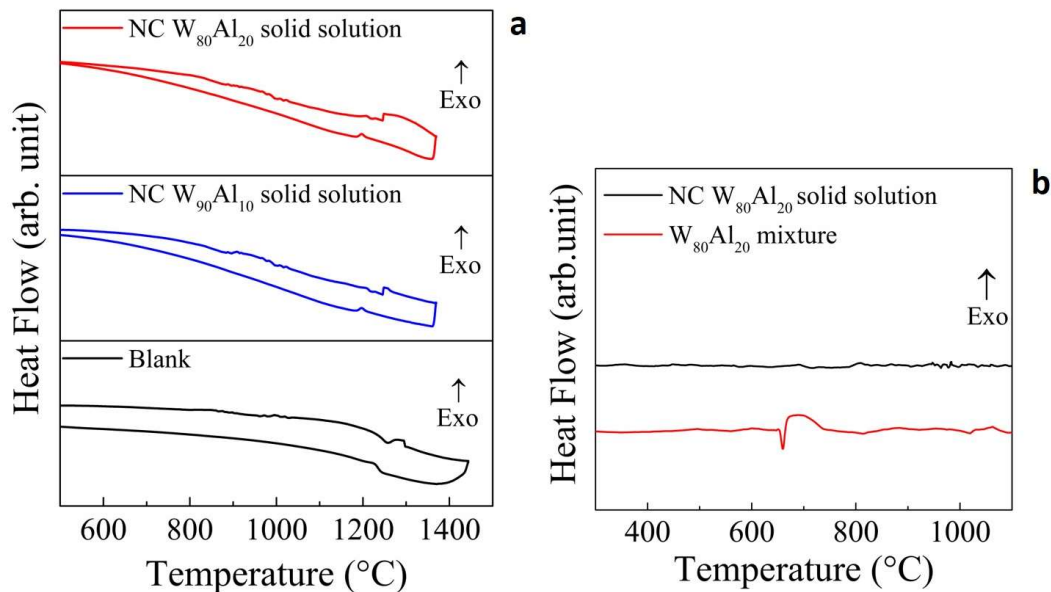 a
NC W80Al20 solid solution
↑
Exo
NC W90Al10 solid solution
↑
Exo
Blank
↑
Exo
Heat Flow (arb. unit)
600 800 1000 1200 1400
Temperature (°C)
b
NC W80Al20 solid solution
W80Al20 mixture
↑
Exo
Heat Flow (arb.unit)
400 600 800 1000
Temperature (°C)